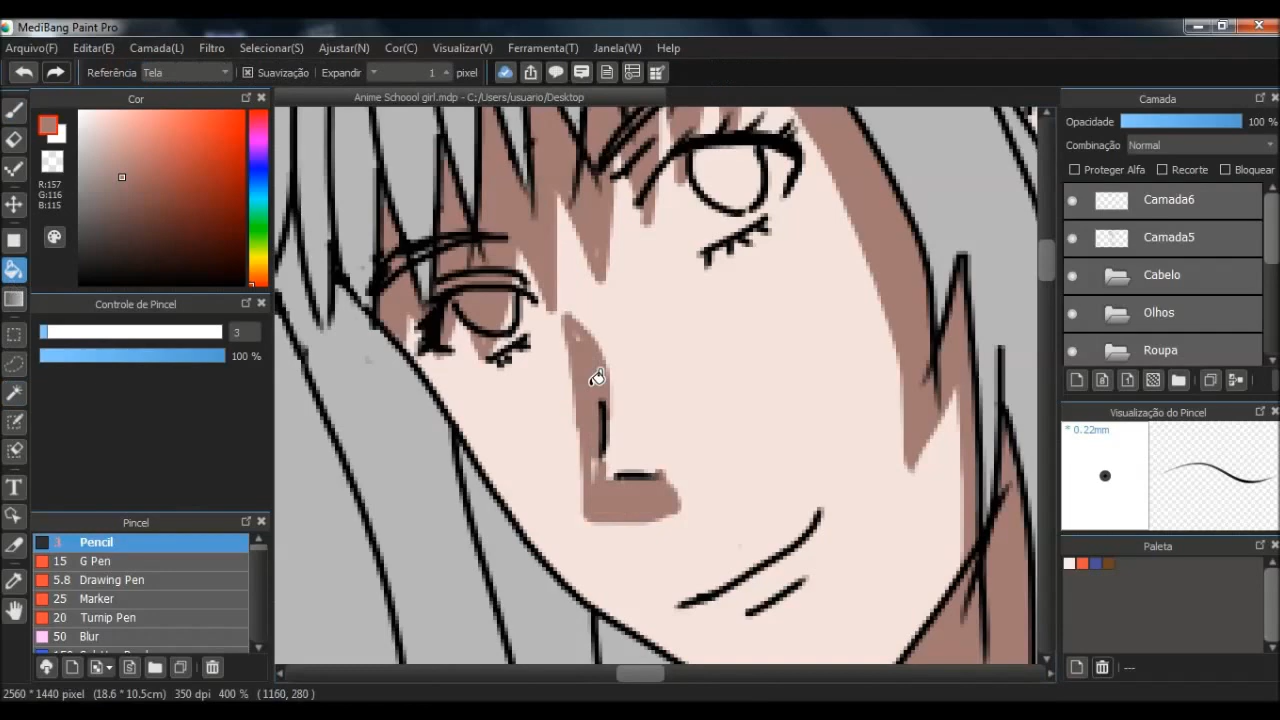 MediBang Paint Pro
Arquivo(F) Editar(E) Camada(L) Filtro Selecionar(S) Ajustar(N) Cor(C) Visualizar(V) Ferramenta(T) Janela(W) Help
Referência Tela Suavização Expandir 1 pixel
Cor
Anime Schoool girl.mdp - C:/Users/usuario/Desktop
Camada
Opacidade 100 %
Combinação Normal
Proteger Alfa Recorte Bloquear
R:157
G:116
B:115
Camada6
Camada5
Cabelo
Olhos
Roupa
Controle de Pincel
3
100 %
Visualização do Pincel
* 0.22mm
Pincel
3 Pencil
15 G Pen
5.8 Drawing Pen
25 Marker
20 Turnip Pen
50 Blur
Paleta
---
2560 * 1440 pixel (18.6 * 10.5cm) 350 dpi 400 % (1160, 280)